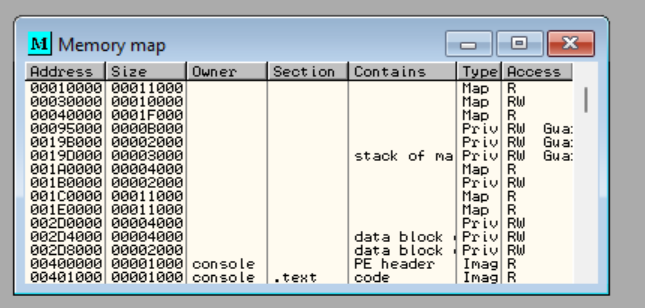 M Memory map
Address Size Owner Section Contains Type Access
00010000 00011000 Map R
00030000 00010000 Map RW
00040000 0001F000 Map R
00095000 0000B000 Priv RW Gua
0019B000 00002000 Priv RW Gua
0019D000 00003000 stack of ma Priv RW Gua
001A0000 00004000 Map R
001B0000 00002000 Priv RW
001C0000 00011000 Map R
001E0000 00011000 Map R
002D0000 00004000 Priv RW
002D4000 00004000 data block Priv RW
002D8000 00002000 data block Priv RW
00400000 00001000 console PE header Imag R
00401000 00001000 console .text code Imag R